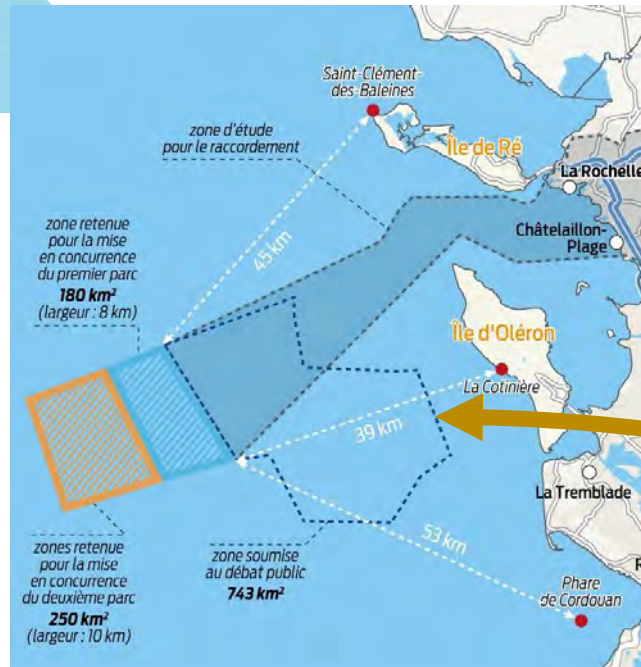 Saint-Clément-
des-Baleines
zone d'étude
pour le raccordement
Île de Ré
La Rochelle
zone retenue
pour la mise
en concurrence
du premier parc
180 km²
(largeur : 8 km)
Châtelaillon-
Plage
45 km
Île d'Oléron
La Cotinière
39 km
La Tremblade
53 km
zones retenue
pour la mise
en concurrence
du deuxième parc
250 km²
(largeur : 10 km)
zone soumise
au débat public
743 km²
R
Phare
de Cordouan